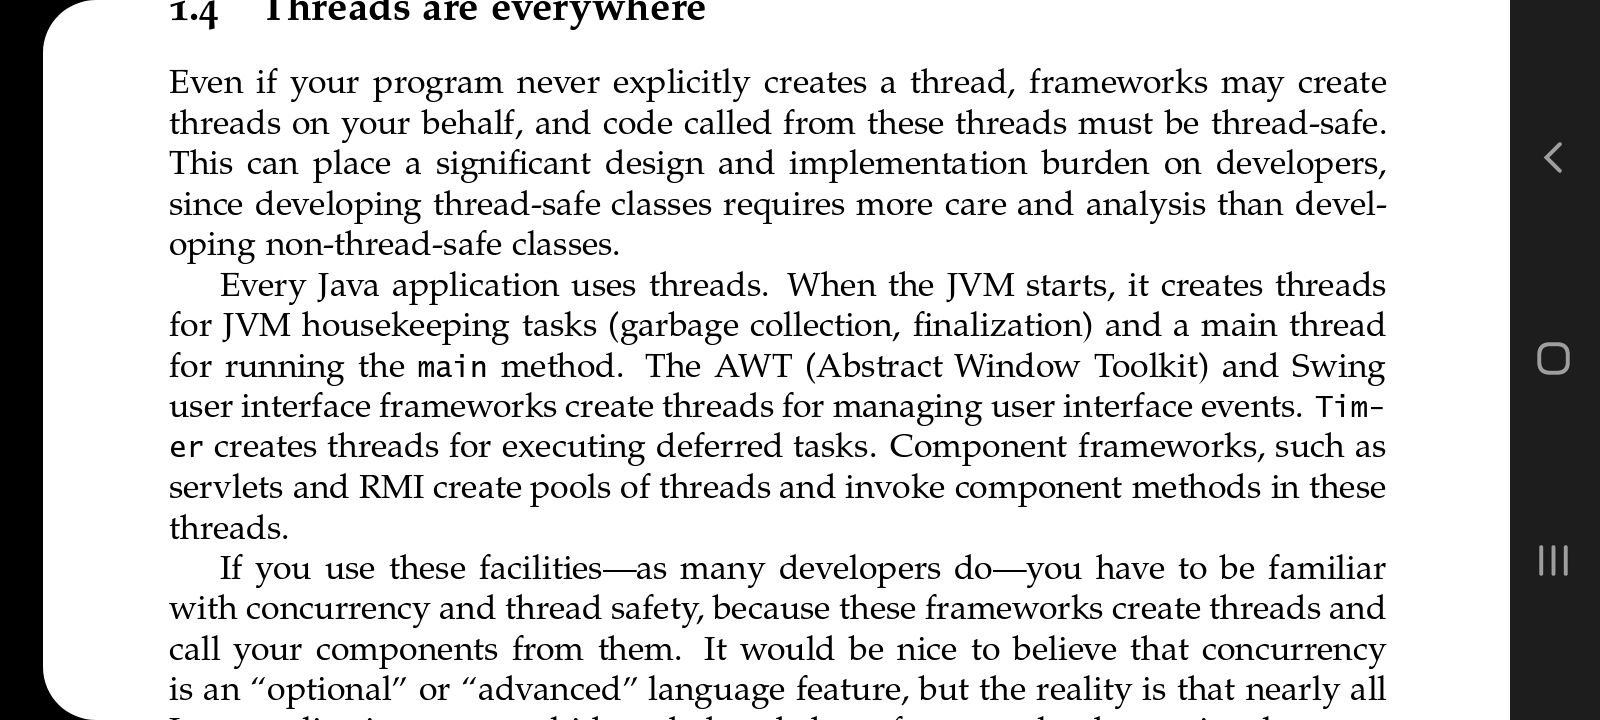 1.4 Threads are everywhere
Even if your program never explicitly creates a thread, frameworks may create
threads on your behalf, and code called from these threads must be thread-safe.
This can place a significant design and implementation burden on developers,
since developing thread-safe classes requires more care and analysis than devel-
oping non-thread-safe classes.
Every Java application uses threads. When the JVM starts, it creates threads
for JVM housekeeping tasks (garbage collection, finalization) and a main thread
for running the main method. The AWT (Abstract Window Toolkit) and Swing
user interface frameworks create threads for managing user interface events. Tim-
er creates threads for executing deferred tasks. Component frameworks, such as
servlets and RMI create pools of threads and invoke component methods in these
threads.
If you use these facilities—as many developers do—you have to be familiar
with concurrency and thread safety, because these frameworks create threads and
call your components from them. It would be nice to believe that concurrency
is an “optional” or “advanced” language feature, but the reality is that nearly all